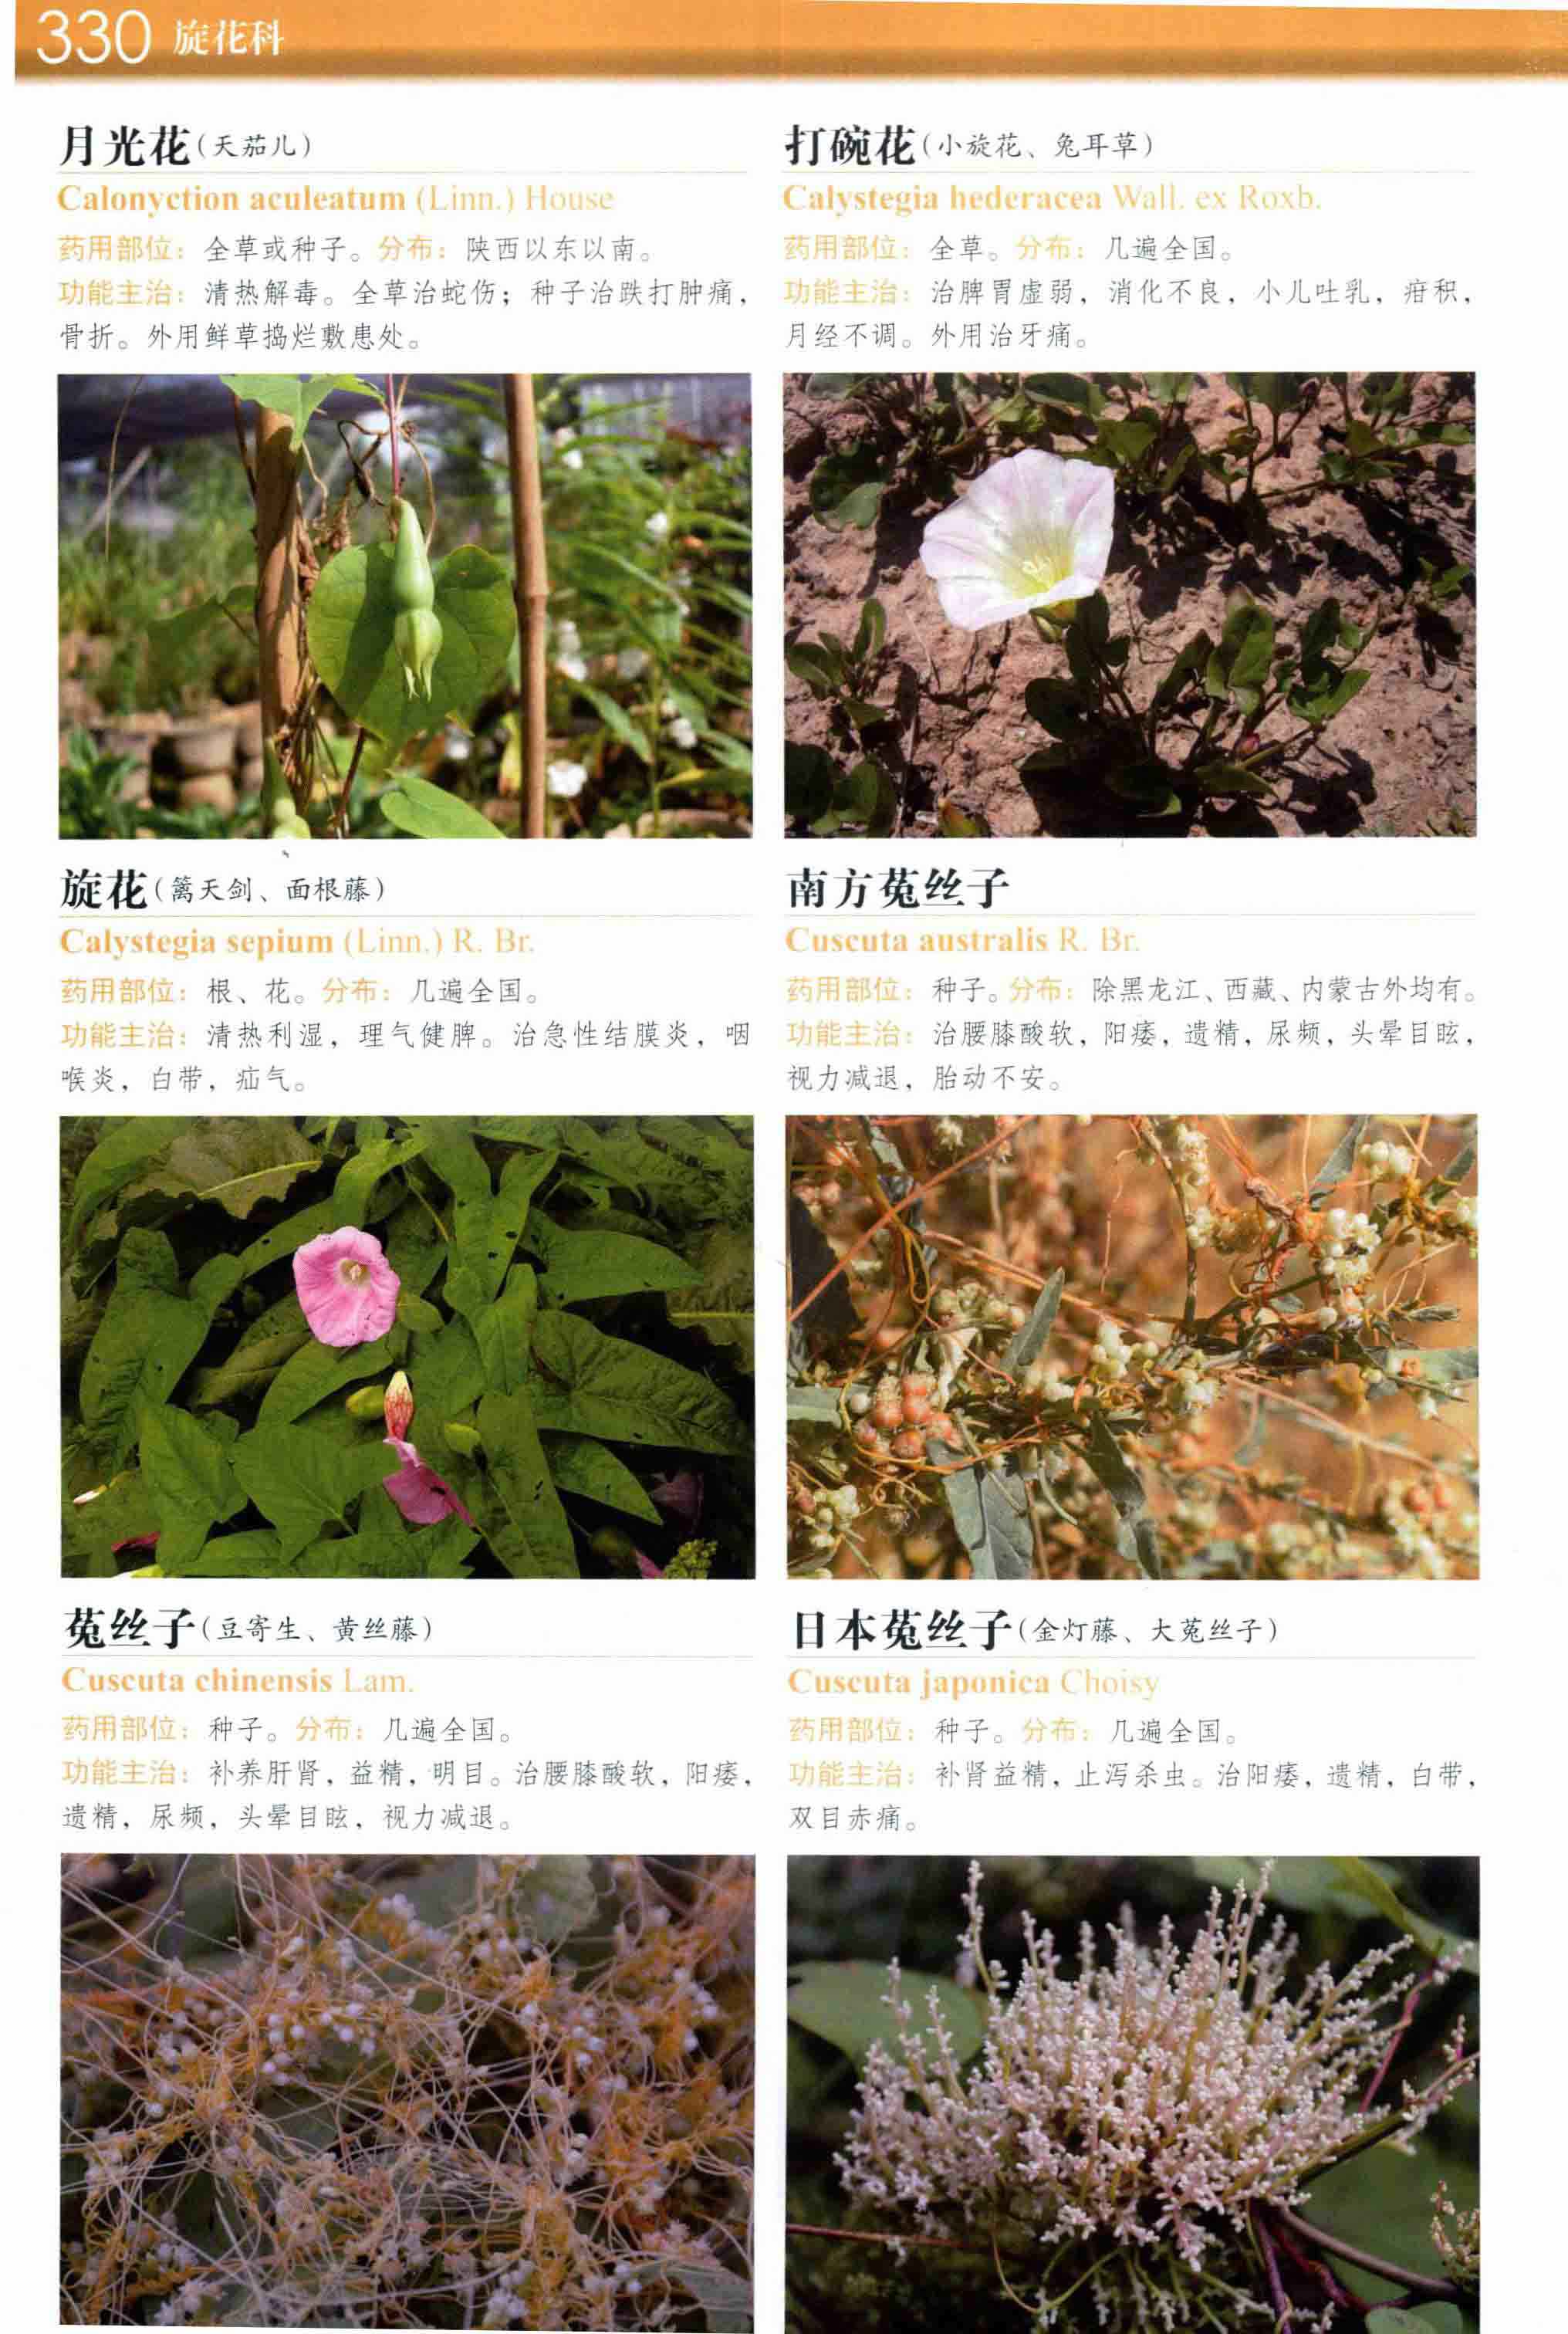 330 旋花科
月光花(天茄儿)
Calonyction aculeatum (Linn.) House
药用部位：全草或种子。分布：陕西以东以南。
功能主治：清热解毒。全草治蛇伤；种子治跌打肿痛，
骨折。外用鲜草捣烂敷患处。
打碗花(小旋花、兔耳草)
Calystegia hederacea Wall. ex Roxb.
药用部位：全草。分布：几遍全国。
功能主治：治脾胃虚弱，消化不良，小儿吐乳，疳积，
月经不调。外用治牙痛。
旋花(篱天剑、面根藤)
Calystegia sepium (Linn.) R. Br.
药用部位：根、花。分布：几遍全国。
功能主治：清热利湿，理气健脾。治急性结膜炎，咽
喉炎，白带，疝气。
南方菟丝子
Cuscuta australis R. Br.
药用部位：种子。分布：除黑龙江、西藏、内蒙古外均有。
功能主治：治腰膝酸软，阳痿，遗精，尿频，头晕目眩，
视力减退，胎动不安。
菟丝子(豆寄生、黄丝藤)
Cuscuta chinensis Lam.
药用部位：种子。分布：几遍全国。
功能主治：补养肝肾，益精，明目。治腰膝酸软，阳痿，
遗精，尿频，头晕目眩，视力减退。
日本菟丝子(金灯藤、大菟丝子)
Cuscuta japonica Choisy
药用部位：种子。分布：几遍全国。
功能主治：补肾益精，止泻杀虫。治阳痿，遗精，白带，
双目赤痛。